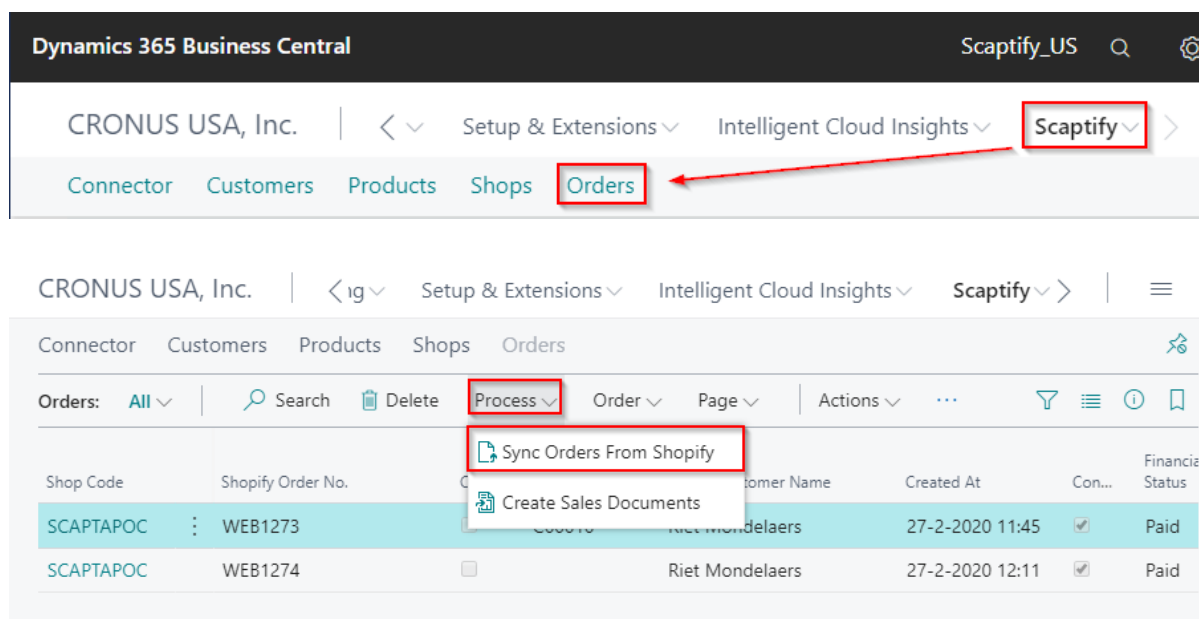 Dynamics 365 Business Central Scaptify_US
CRONUS USA, Inc. Setup & Extensions Intelligent Cloud Insights Scaptify
Connector Customers Products Shops Orders
CRONUS USA, Inc. Setup & Extensions Intelligent Cloud Insights Scaptify
Connector Customers Products Shops Orders
Orders: All Search Delete Process Order Page Actions ...
Sync Orders From Shopify
Create Sales Documents
Financia
Shop Code Shopify Order No. Name Created At Con... Status
SCAPTAPOC WEB1273 Riet Mondelaers 27-2-2020 11:45 Paid
SCAPTAPOC WEB1274 Riet Mondelaers 27-2-2020 12:11 Paid